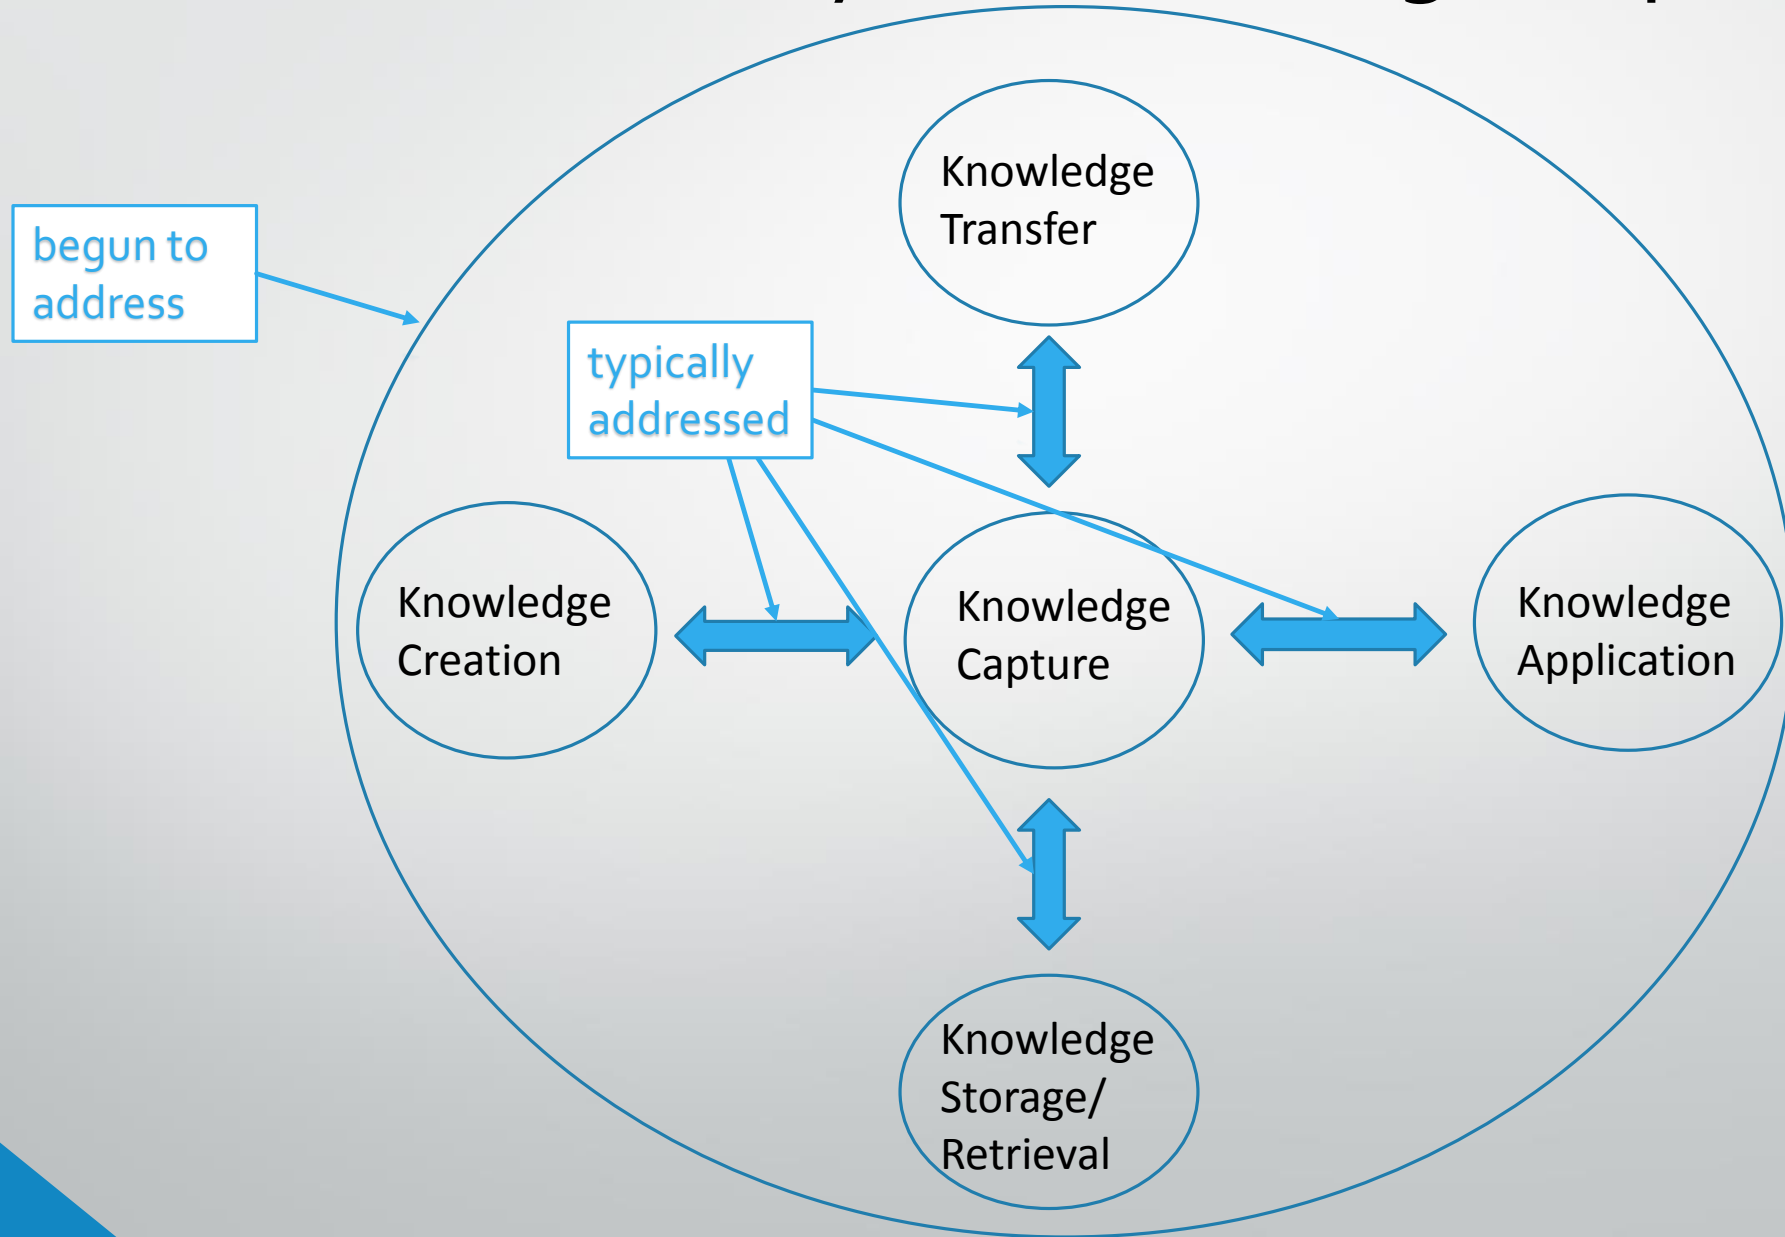 Knowledge
Transfer
begun to
address
typically
addressed
Knowledge
Creation
Knowledge
Capture
Knowledge
Application
Knowledge
Storage/
Retrieval